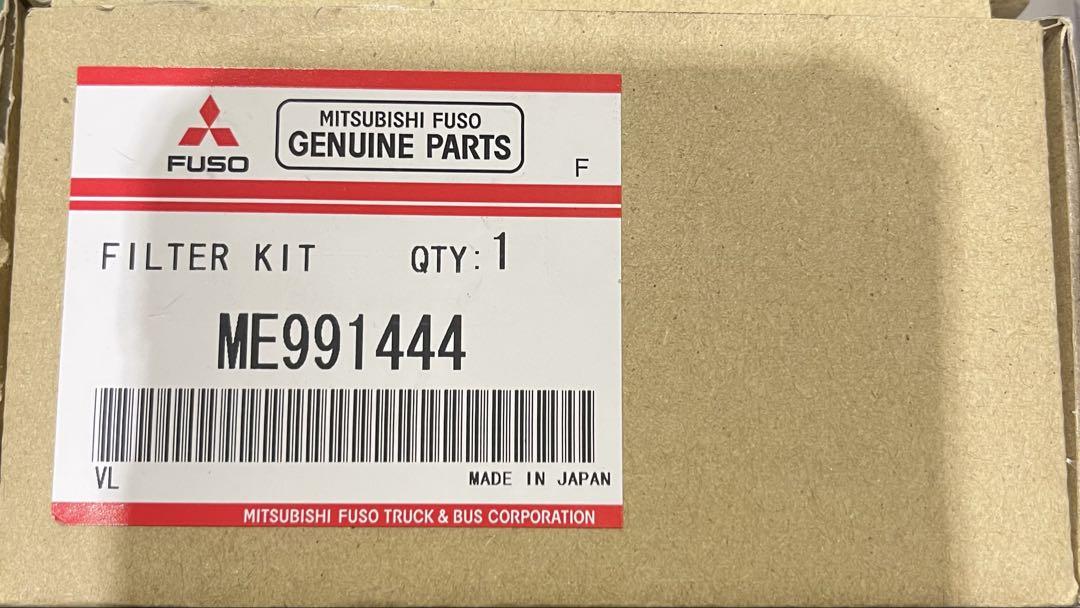 MITSUBISHI FUSO
GENUINE PARTS
FUSO
F
FILTER KIT QTY:1
ME991444
VL MADE IN JAPAN
MITSUBISHI FUSO TRUCK & BUS CORPORATION